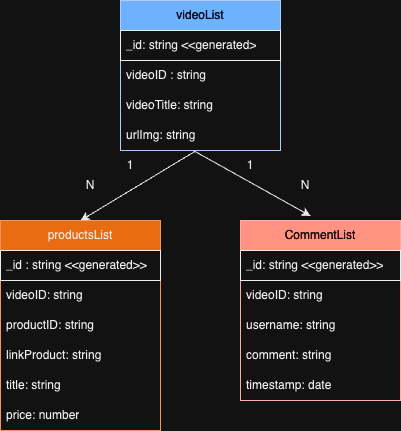 videoList
_id: string <<generated>
videoID : string
videoTitle: string
urlImg: string
1
1
N
N
productsList
_id : string <<generated>>
videoID: string
productID: string
linkProduct: string
title: string
price: number
CommentList
_id: string <<generated>>
videoID: string
username: string
comment: string
timestamp: date